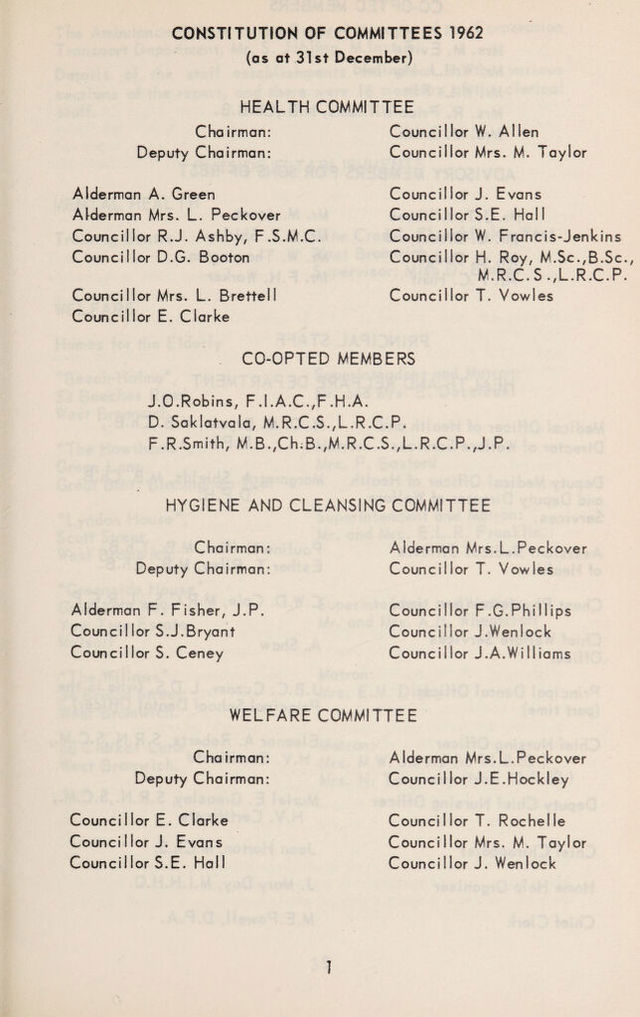 CONSTITUTION OF COMMITTEES 1962
(as at 31st December)
HEALTH COMMITTEE
Chairman: Councillor W. Allen
Deputy Chairman: Councillor Mrs. M. Taylor
Alderman A. Green Councillor J. Evans
Alderman Mrs. L. Peckover Councillor S.E. Hall
Councillor R.J. Ashby, F.S.M.C. Councillor W. Francis-Jenkins
Councillor D.G. Booton Councillor H. Roy, M.Sc.,B.Sc.,
M.R.C.S.,L.R.C.P.
Councillor Mrs. L. Brettell Councillor T. Vowles
Councillor E. Clarke
CO-OPTED MEMBERS
J.O.Robins, F.I.A.C.,F.H.A.
D. Saklatvala, M.R.C.S.,L.R.C.P.
F.R.Smith, M.B.,Ch.B.,M.R.C.S.,L.R.C.P.,J.P.
HYGIENE AND CLEANSING COMMITTEE
Chairman: Alderman Mrs.L.Peckover
Deputy Chairman: Councillor T. Vowles
Alderman F. Fisher, J.P. Councillor F.G.Phillips
Councillor S.J.Bryant Councillor J.Wenlock
Councillor S. Ceney Councillor J.A.Williams
WELFARE COMMITTEE
Chairman: Alderman Mrs.L.Peckover
Deputy Chairman: Councillor J.E.Hockley
Councillor E. Clarke Councillor T. Rochelle
Councillor J. Evans Councillor Mrs. M. Taylor
Councillor S.E. Hall Councillor J. Wenlock
1